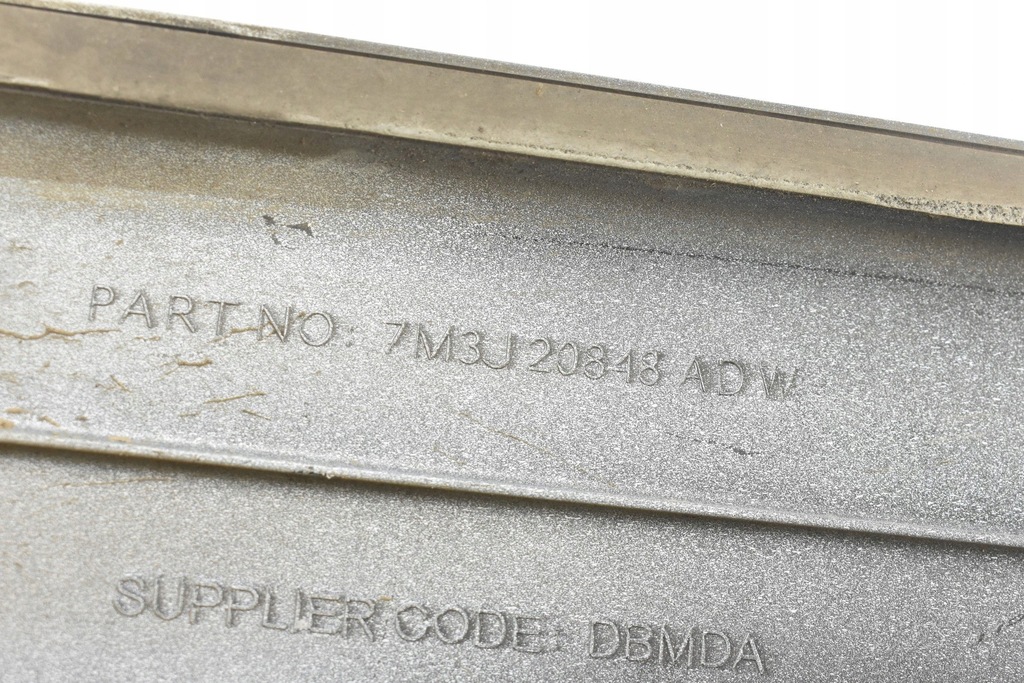 PART NO: 7M3J 20848 ADW
SUPPLIER CODE: DBMDA